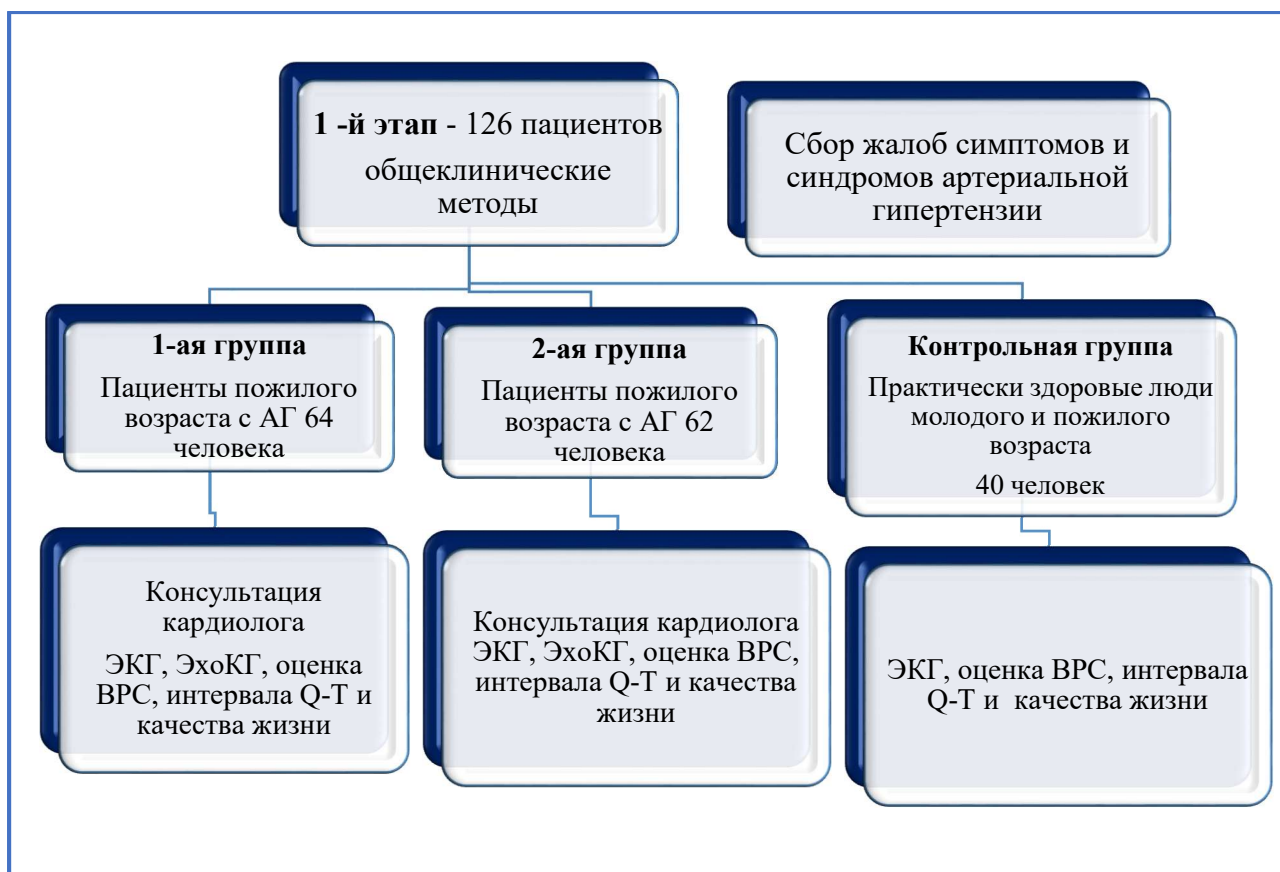 1 -й этап - 126 пациентов
общеклинические
методы
Сбор жалоб симптомов и
синдромов артериальной
гипертензии
1-ая группа
Пациенты пожилого
возраста с АГ 64
человека
2-ая группа
Пациенты пожилого
возраста с АГ 62
человека
Контрольная группа
Практически здоровые люди
молодого и пожилого
возраста
40 человек
Консультация
кардиолога
ЭКГ, ЭхоКГ, оценка
ВРС, интервала Q-T и
качества жизни
Консультация кардиолога
ЭКГ, ЭхоКГ, оценка ВРС,
интервала Q-T и качества
жизни
ЭКГ, оценка ВРС, интервала
Q-T и качества жизни